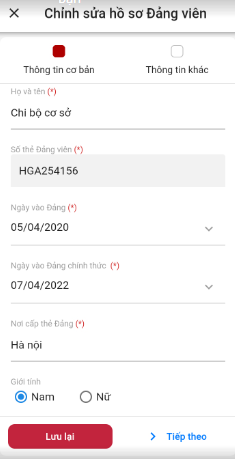 Chỉnh sửa hồ sơ Đảng viên
Thông tin cơ bản
Thông tin khác
Họ và tên (*)
Chi bộ cơ sở
Số thẻ Đảng viên (*)
HGA254156
Ngày vào Đảng (*)
05/04/2020
Ngày vào Đảng chính thức (*)
07/04/2022
Nơi cấp thẻ Đảng (*)
Hà nội
Giới tính
Nam
Nữ
Lưu lại
Tiếp theo